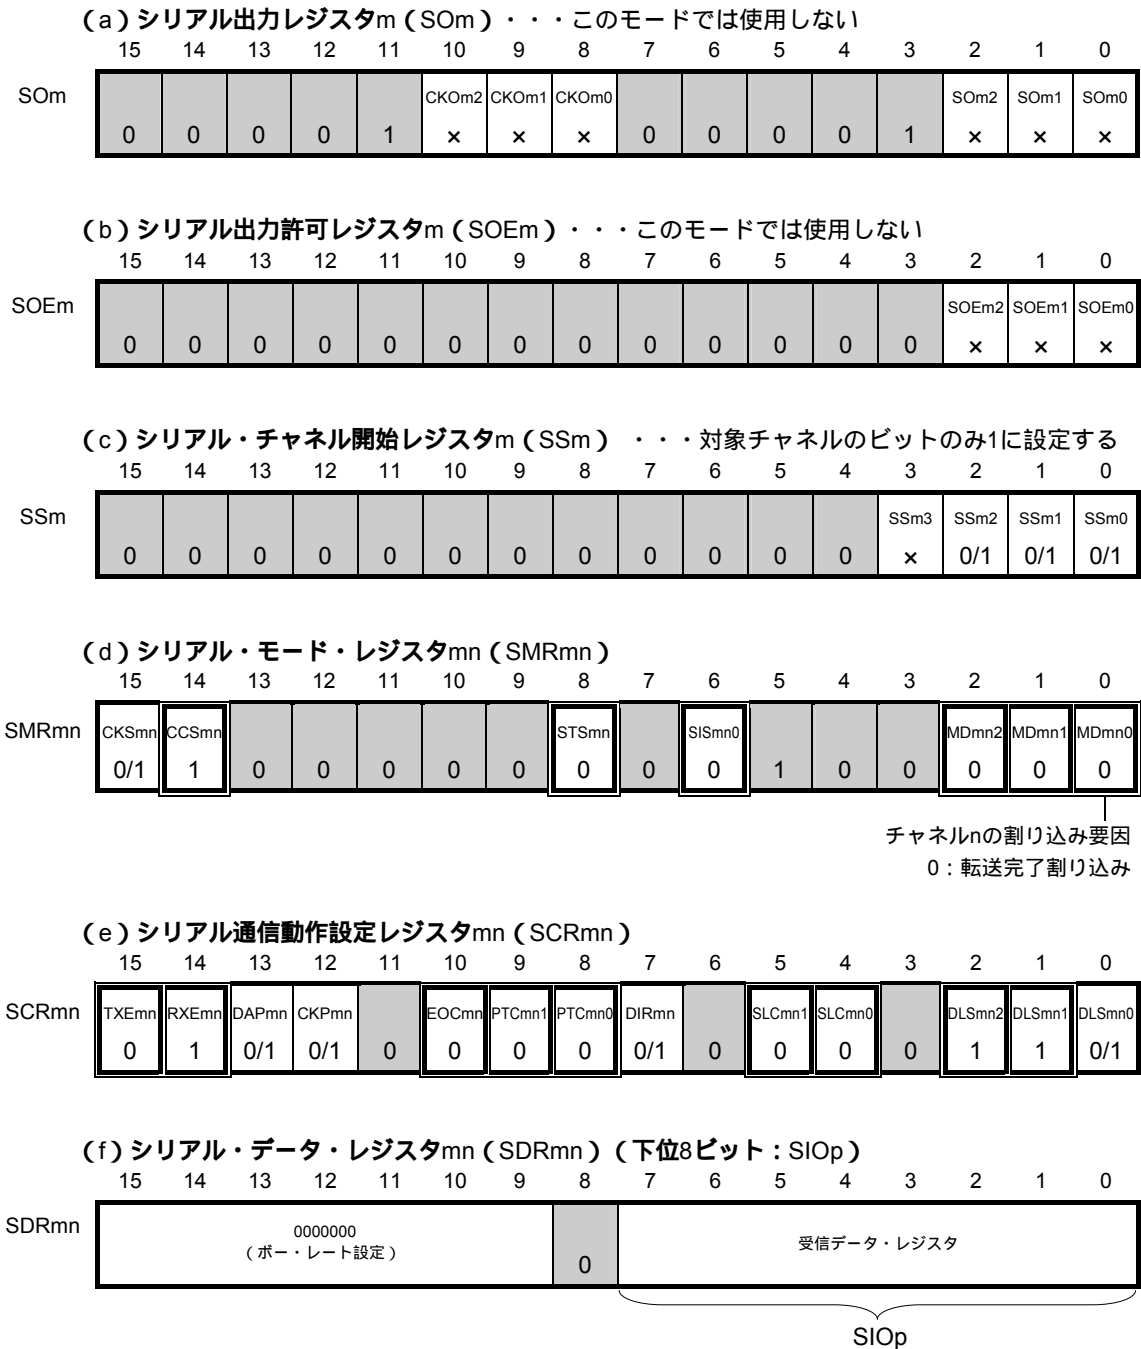 （a）シリアル出力レジスタm（SOm）・・・このモードでは使用しない
15 14 13 12 11 10 9 8 7 6 5 4 3 2 1 0
SOm
CKOm2 CKOm1 CKOm0 SOm2 SOm1 SOm0
0 0 0 0 1 × × × 0 0 0 0 1 × × ×
（b）シリアル出力許可レジスタm（SOEm）・・・このモードでは使用しない
15 14 13 12 11 10 9 8 7 6 5 4 3 2 1 0
SOEm
SOEm2 SOEm1 SOEm0
0 0 0 0 0 0 0 0 0 0 0 0 0 × × ×
（c）シリアル・チャネル開始レジスタm（SSm） ・・・対象チャネルのビットのみ1に設定する
15 14 13 12 11 10 9 8 7 6 5 4 3 2 1 0
SSm
SSm3 SSm2 SSm1 SSm0
0 0 0 0 0 0 0 0 0 0 0 0 × 0/1 0/1 0/1
（d）シリアル・モード・レジスタmn（SMRmn）
15 14 13 12 11 10 9 8 7 6 5 4 3 2 1 0
SMRmn
CKSmn CCSmn STSmn SISmn0 MDmn2 MDmn1 MDmn0
0/1 1 0 0 0 0 0 0 0 0 1 0 0 0 0 0
チャネルnの割り込み要因
0：転送完了割り込み
（e）シリアル通信動作設定レジスタmn（SCRmn）
15 14 13 12 11 10 9 8 7 6 5 4 3 2 1 0
SCRmn
TXEmn RXEmn DAPmn CKPmn EOCmn PTCmn1 PTCmn0 DIRmn SLCmn1 SLCmn0 DLSmn2 DLSmn1 DLSmn0
0 1 0/1 0/1 0 0 0 0 0/1 0 0 0 0 1 1 0/1
（f）シリアル・データ・レジスタmn（SDRmn）（下位8ビット：SIOp）
15 14 13 12 11 10 9 8 7 6 5 4 3 2 1 0
SDRmn
0000000
（ボー・レート設定）
0
受信データ・レジスタ
SIOp